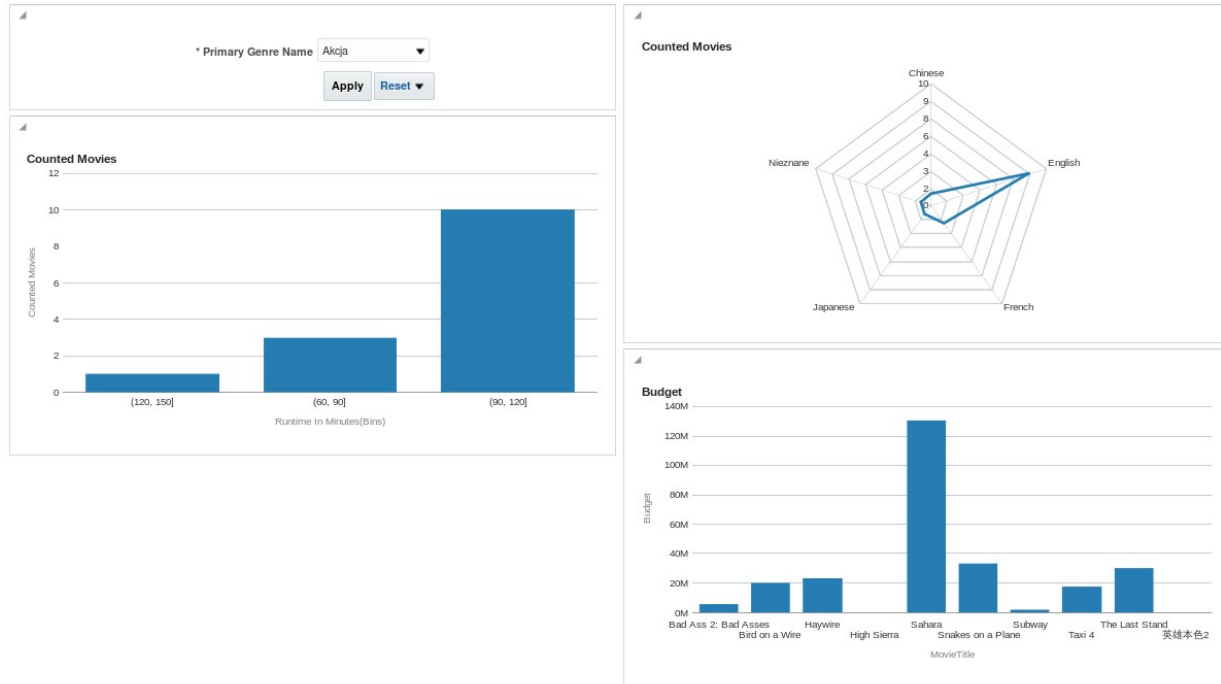 * Primary Genre Name Akcja
Apply Reset
Counted Movies
12
10
8
6
4
2
0
Counted Movies
(120, 150] (60, 90] (90, 120]
Runtime In Minutes(Bins)
Counted Movies
Chinese
10
9
8
6
4
3
2
0
Nieznane English
Japanese French
Budget
140M
120M
100M
80M
60M
40M
20M
0M
Budget
Bad Ass 2: Bad Asses Haywire Sahara Subway The Last Stand
Bird on a Wire High Sierra Snakes on a Plane Taxi 4 英雄本色2
MovieTitle